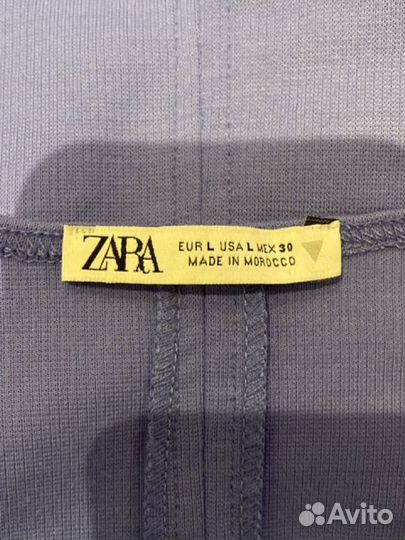 ZARA
EUR L USA L MEX 30
MADE IN MOROCCO
Avito